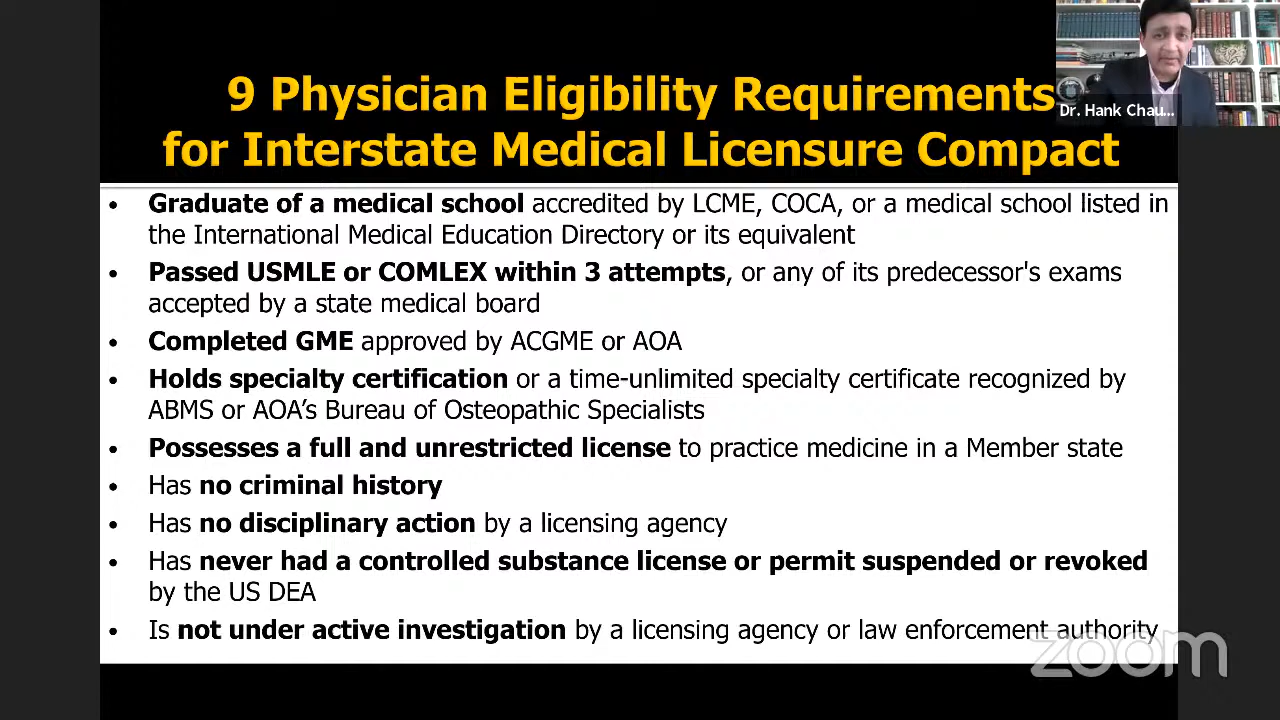 9 Physician Eligibility Requirements
for Interstate Medical Licensure Compact
Dr. Hank Chau...
• Graduate of a medical school accredited by LCME, COCA, or a medical school listed in
the International Medical Education Directory or its equivalent
• Passed USMLE or COMLEX within 3 attempts, or any of its predecessor's exams
accepted by a state medical board
• Completed GME approved by ACGME or AOA
• Holds specialty certification or a time-unlimited specialty certificate recognized by
ABMS or AOA’s Bureau of Osteopathic Specialists
• Possesses a full and unrestricted license to practice medicine in a Member state
• Has no criminal history
• Has no disciplinary action by a licensing agency
• Has never had a controlled substance license or permit suspended or revoked
by the US DEA
• Is not under active investigation by a licensing agency or law enforcement authority
zoom